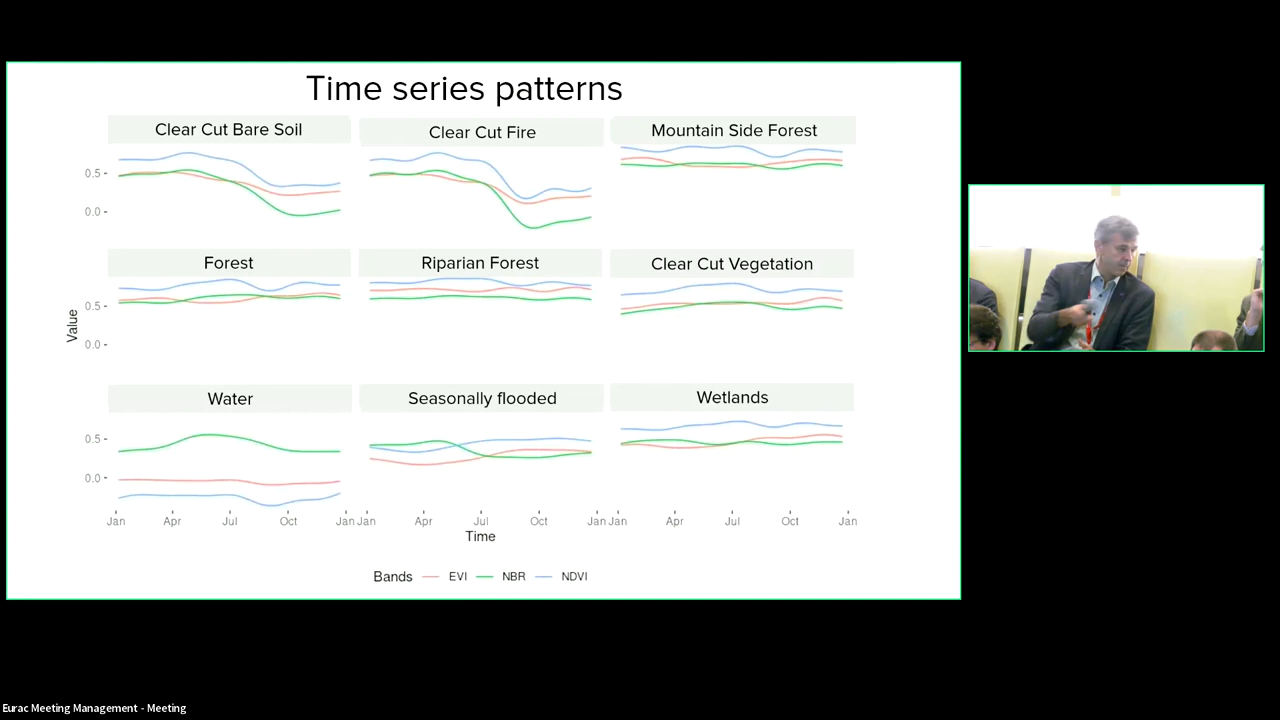 Time series patterns
Clear Cut Bare Soil
Clear Cut Fire
Mountain Side Forest
0.5
0.0
Forest
Riparian Forest
Clear Cut Vegetation
0.5
0.0
Value
Water
Seasonally flooded
Wetlands
0.5
0.0
Jan Apr Jul Oct Jan Jan Apr Jul Oct Jan Jan Apr Jul Oct Jan
Time
Bands EVI NBR NDVI
Eurac Meeting Management - Meeting